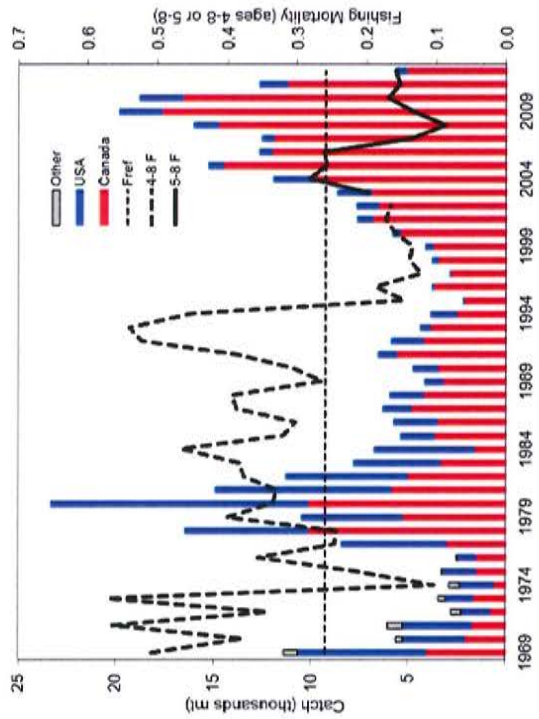 Fishing Mortality (ages 4-8 or 5-8)
0.7 0.6 0.5 0.4 0.3 0.2 0.1 0.0
Other
USA
Canada
Fref
4-8 F
5-8 F
1969 1974 1979 1984 1989 1994 1999 2004 2009
25 20 15 10 5
Catch (thousands mt)